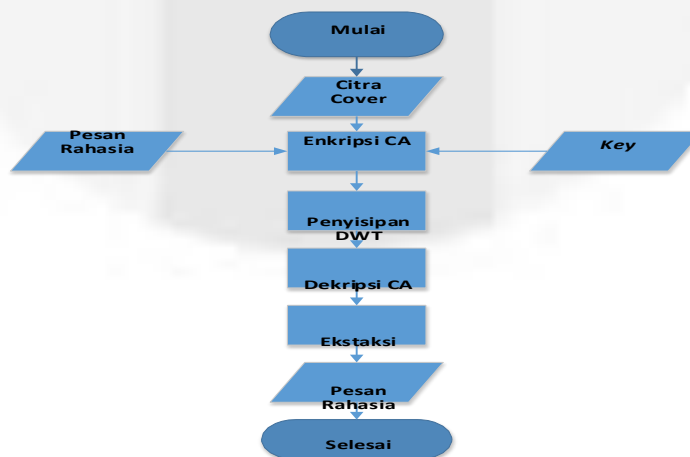 Mulai
Citra
Cover
Pesan
Rahasia
Enkripsi CA
Key
Penyisipan
DWT
Dekripsi CA
Ekstaksi
Pesan
Rahasia
Selesai